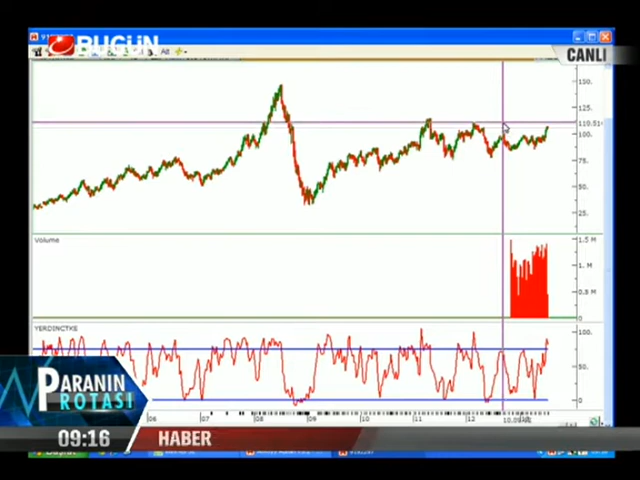 BUGÜN
CANLI
150.
125.
110.51
100.
75.
50.
25.
Volume
1.5 M
1. M
0.5 M
YERDINCTKE
100.
50.
0.
PARANIN
ROTASI
06 07 08 09 10 11 12
09:16 HABER